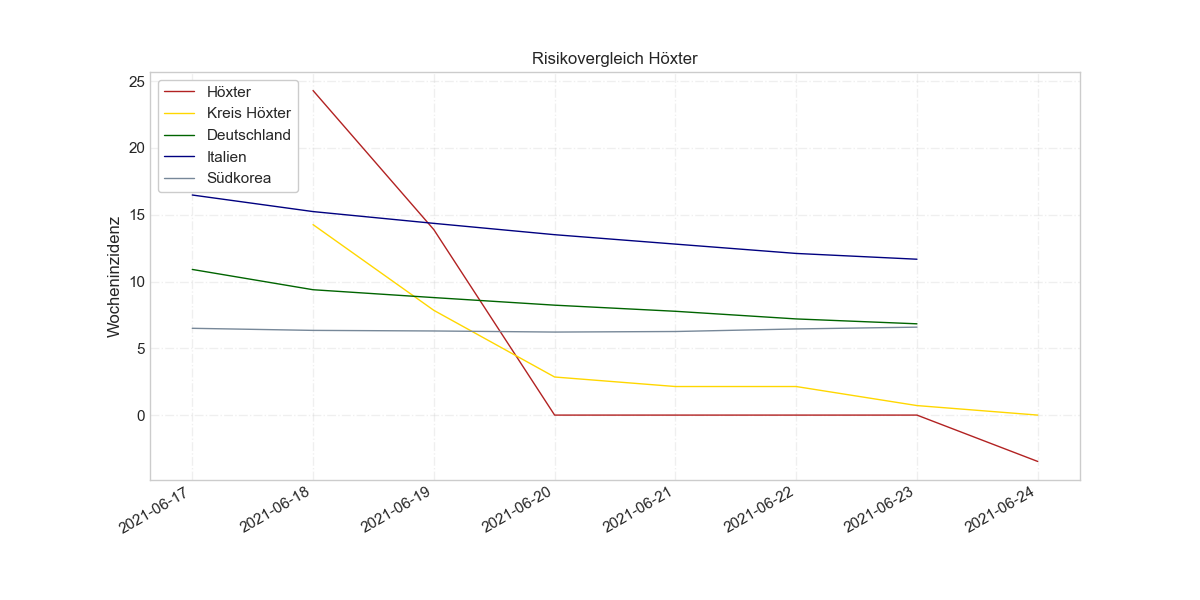 Risikovergleich Höxter
Wocheninzidenz
25
20
15
10
5
0
Höxter
Kreis Höxter
Deutschland
Italien
Südkorea
2021-06-17
2021-06-18
2021-06-19
2021-06-20
2021-06-21
2021-06-22
2021-06-23
2021-06-24